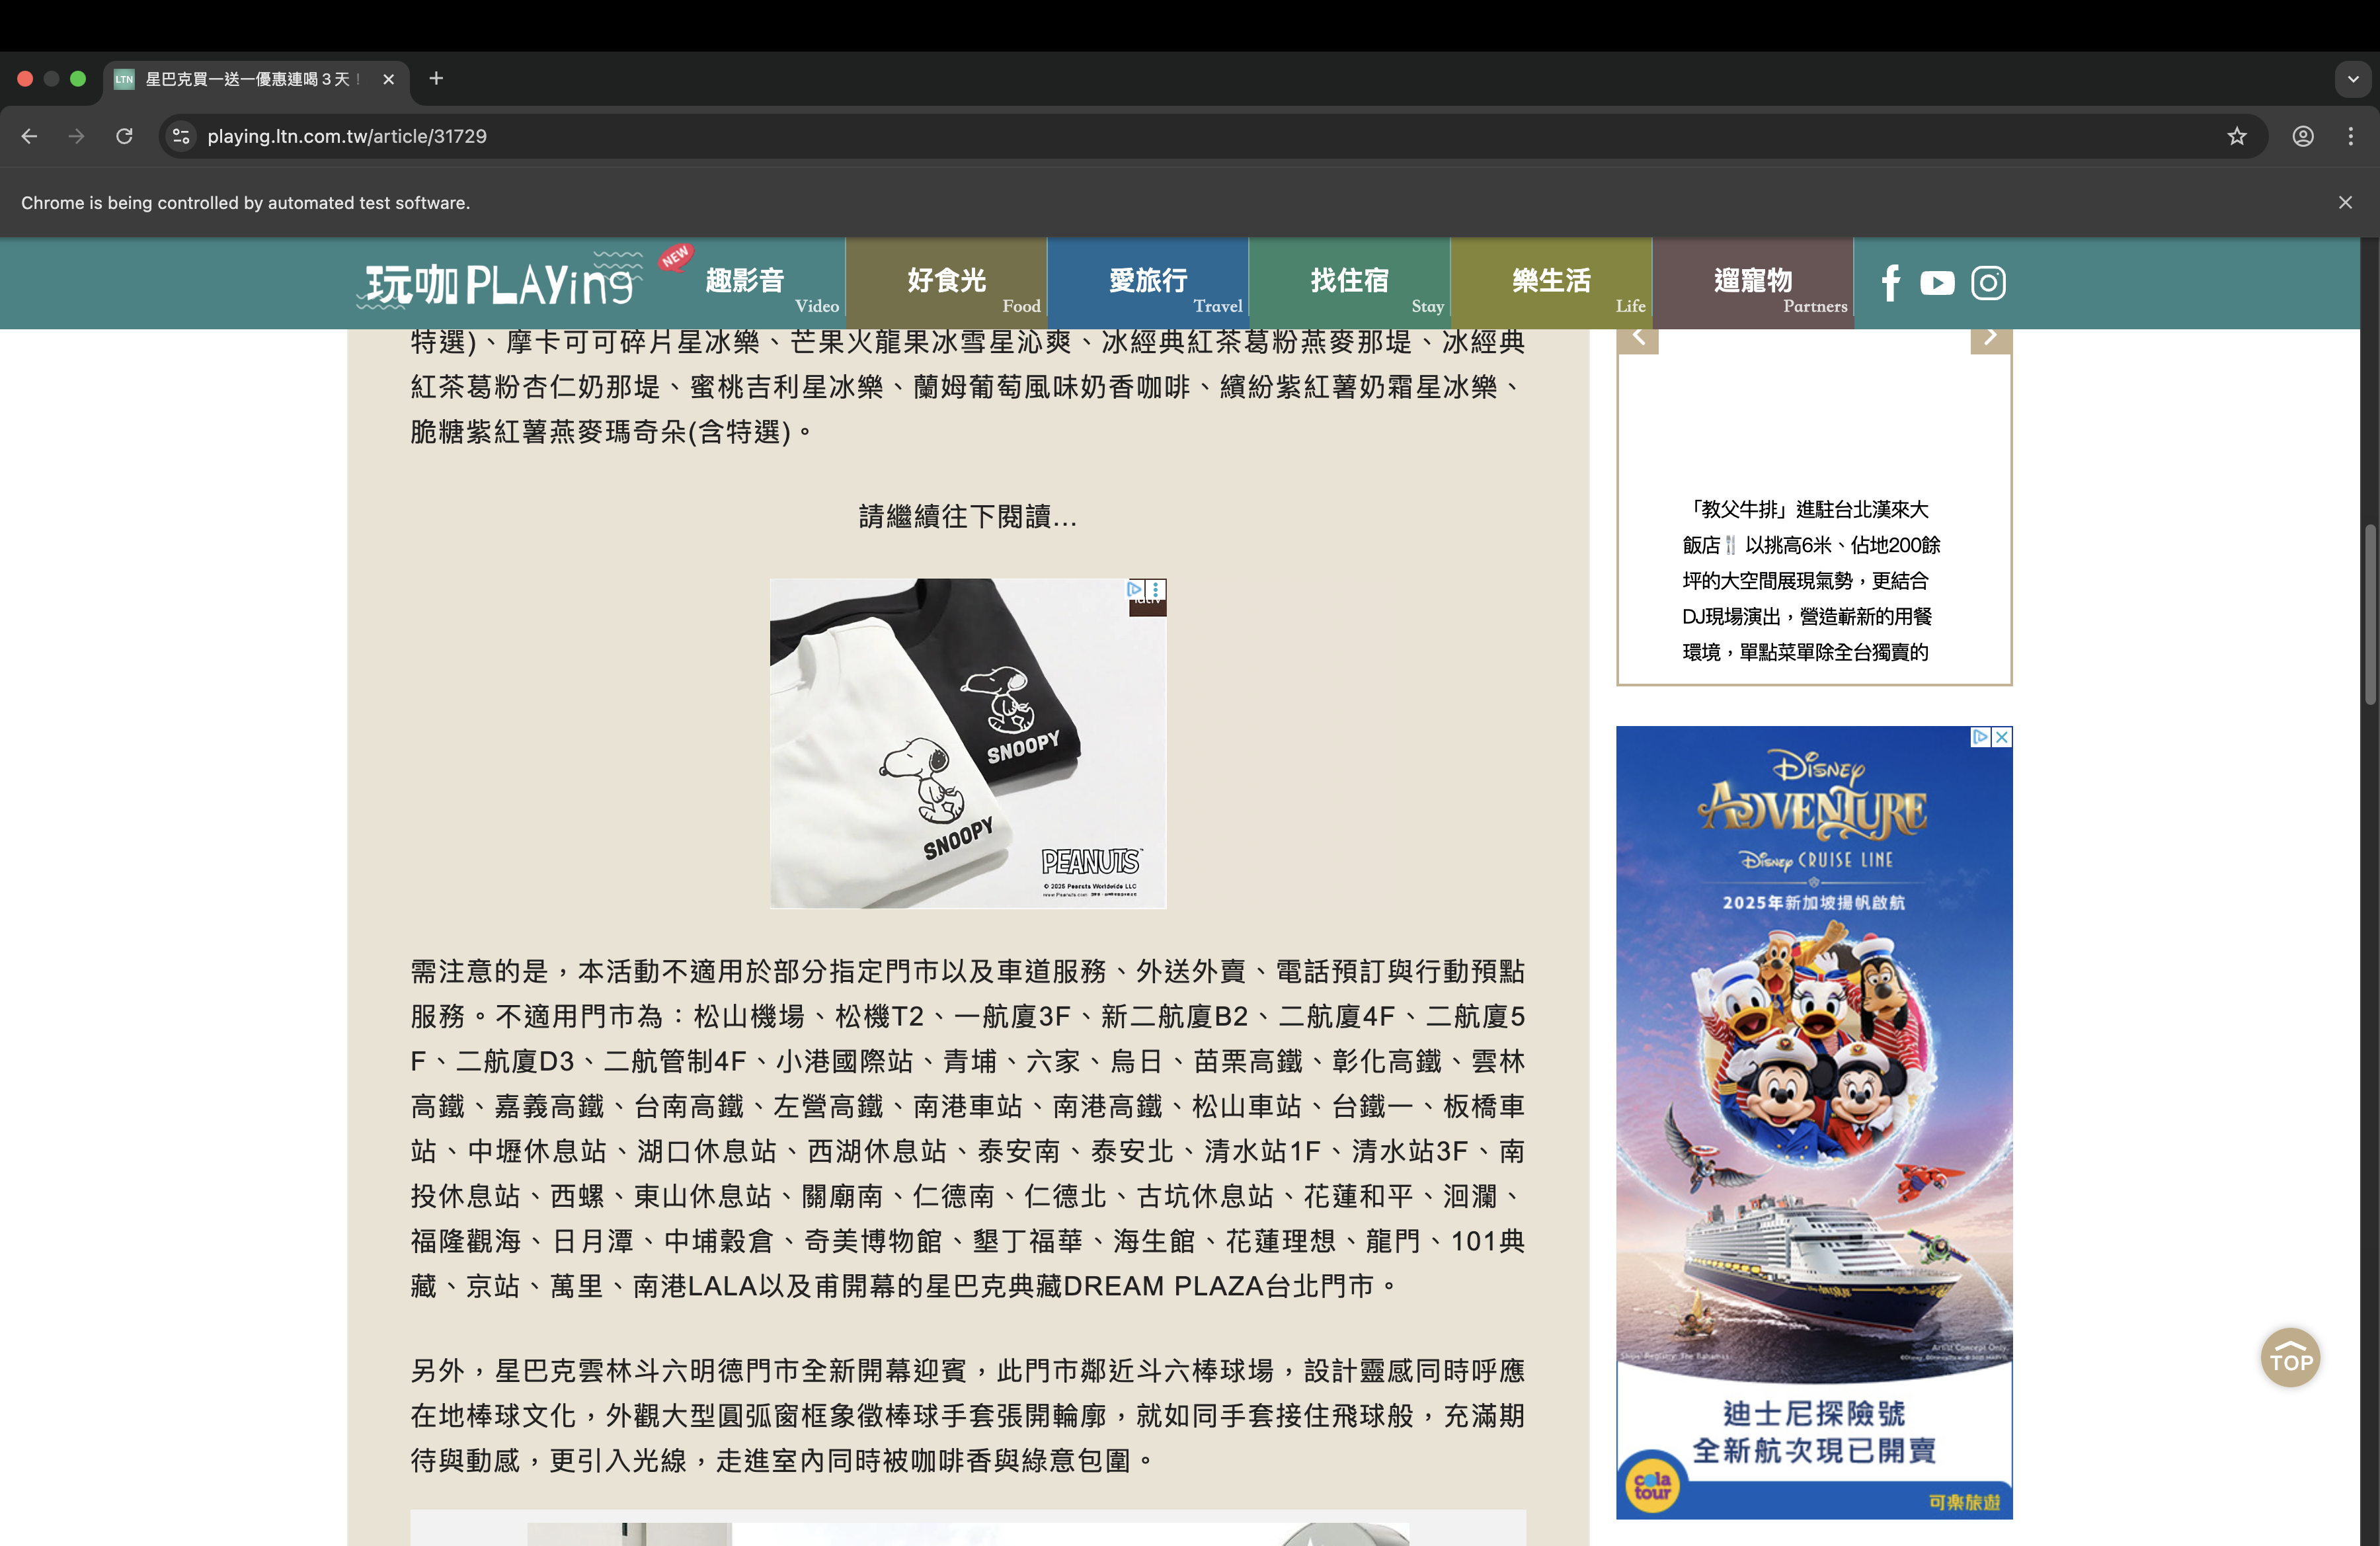 LTN 星巴克買一送一優惠連喝3天！
playing.ltn.com.tw/article/31729
Chrome is being controlled by automated test software.
玩咖PLAYing NEW 趣影音 Video 好食光 Food 愛旅行 Travel 找住宿 Stay 樂生活 Life 遛寵物 Partners
特選)、摩卡可可碎片星冰樂、芒果火龍果冰雪星沁爽、冰經典紅茶葛粉燕麥那堤、冰經典
紅茶葛粉杏仁奶那堤、蜜桃吉利星冰樂、蘭姆葡萄風味奶香咖啡、繽紛紫紅薯奶霜星冰樂、
脆糖紫紅薯燕麥瑪奇朵(含特選)。
請繼續往下閱讀...
SNOOPY
SNOOPY
PEANUTS
© 2025 Peanuts Worldwide LLC
需注意的是，本活動不適用於部分指定門市以及車道服務、外送外賣、電話預訂與行動預點
服務。不適用門市為：松山機場、松機T2、一航廈3F、新二航廈B2、二航廈4F、二航廈5
F、二航廈D3、二航管制4F、小港國際站、青埔、六家、烏日、苗栗高鐵、彰化高鐵、雲林
高鐵、嘉義高鐵、台南高鐵、左營高鐵、南港車站、南港高鐵、松山車站、台鐵一、板橋車
站、中壢休息站、湖口休息站、西湖休息站、泰安南、泰安北、清水站1F、清水站3F、南
投休息站、西螺、東山休息站、關廟南、仁德南、仁德北、古坑休息站、花蓮和平、洄瀾、
福隆觀海、日月潭、中埔穀倉、奇美博物館、墾丁福華、海生館、花蓮理想、龍門、101典
藏、京站、萬里、南港LALA以及甫開幕的星巴克典藏DREAM PLAZA台北門市。
另外，星巴克雲林斗六明德門市全新開幕迎賓，此門市鄰近斗六棒球場，設計靈感同時呼應
在地棒球文化，外觀大型圓弧窗框象徵棒球手套張開輪廓，就如同手套接住飛球般，充滿期
待與動感，更引入光線，走進室內同時被咖啡香與綠意包圍。
「教父牛排」進駐台北漢來大
飯店🍴以挑高6米、佔地200餘
坪的大空間展現氣勢，更結合
DJ現場演出，營造嶄新的用餐
環境，單點菜單除全台獨賣的
Disney
ADVENTURE
Disney CRUISE LINE
2025年新加坡揚帆啟航
Ships' Registry: The Bahamas
Artist Concept Only.
迪士尼探險號
全新航次現已開賣
cola
tour
可樂旅遊
TOP